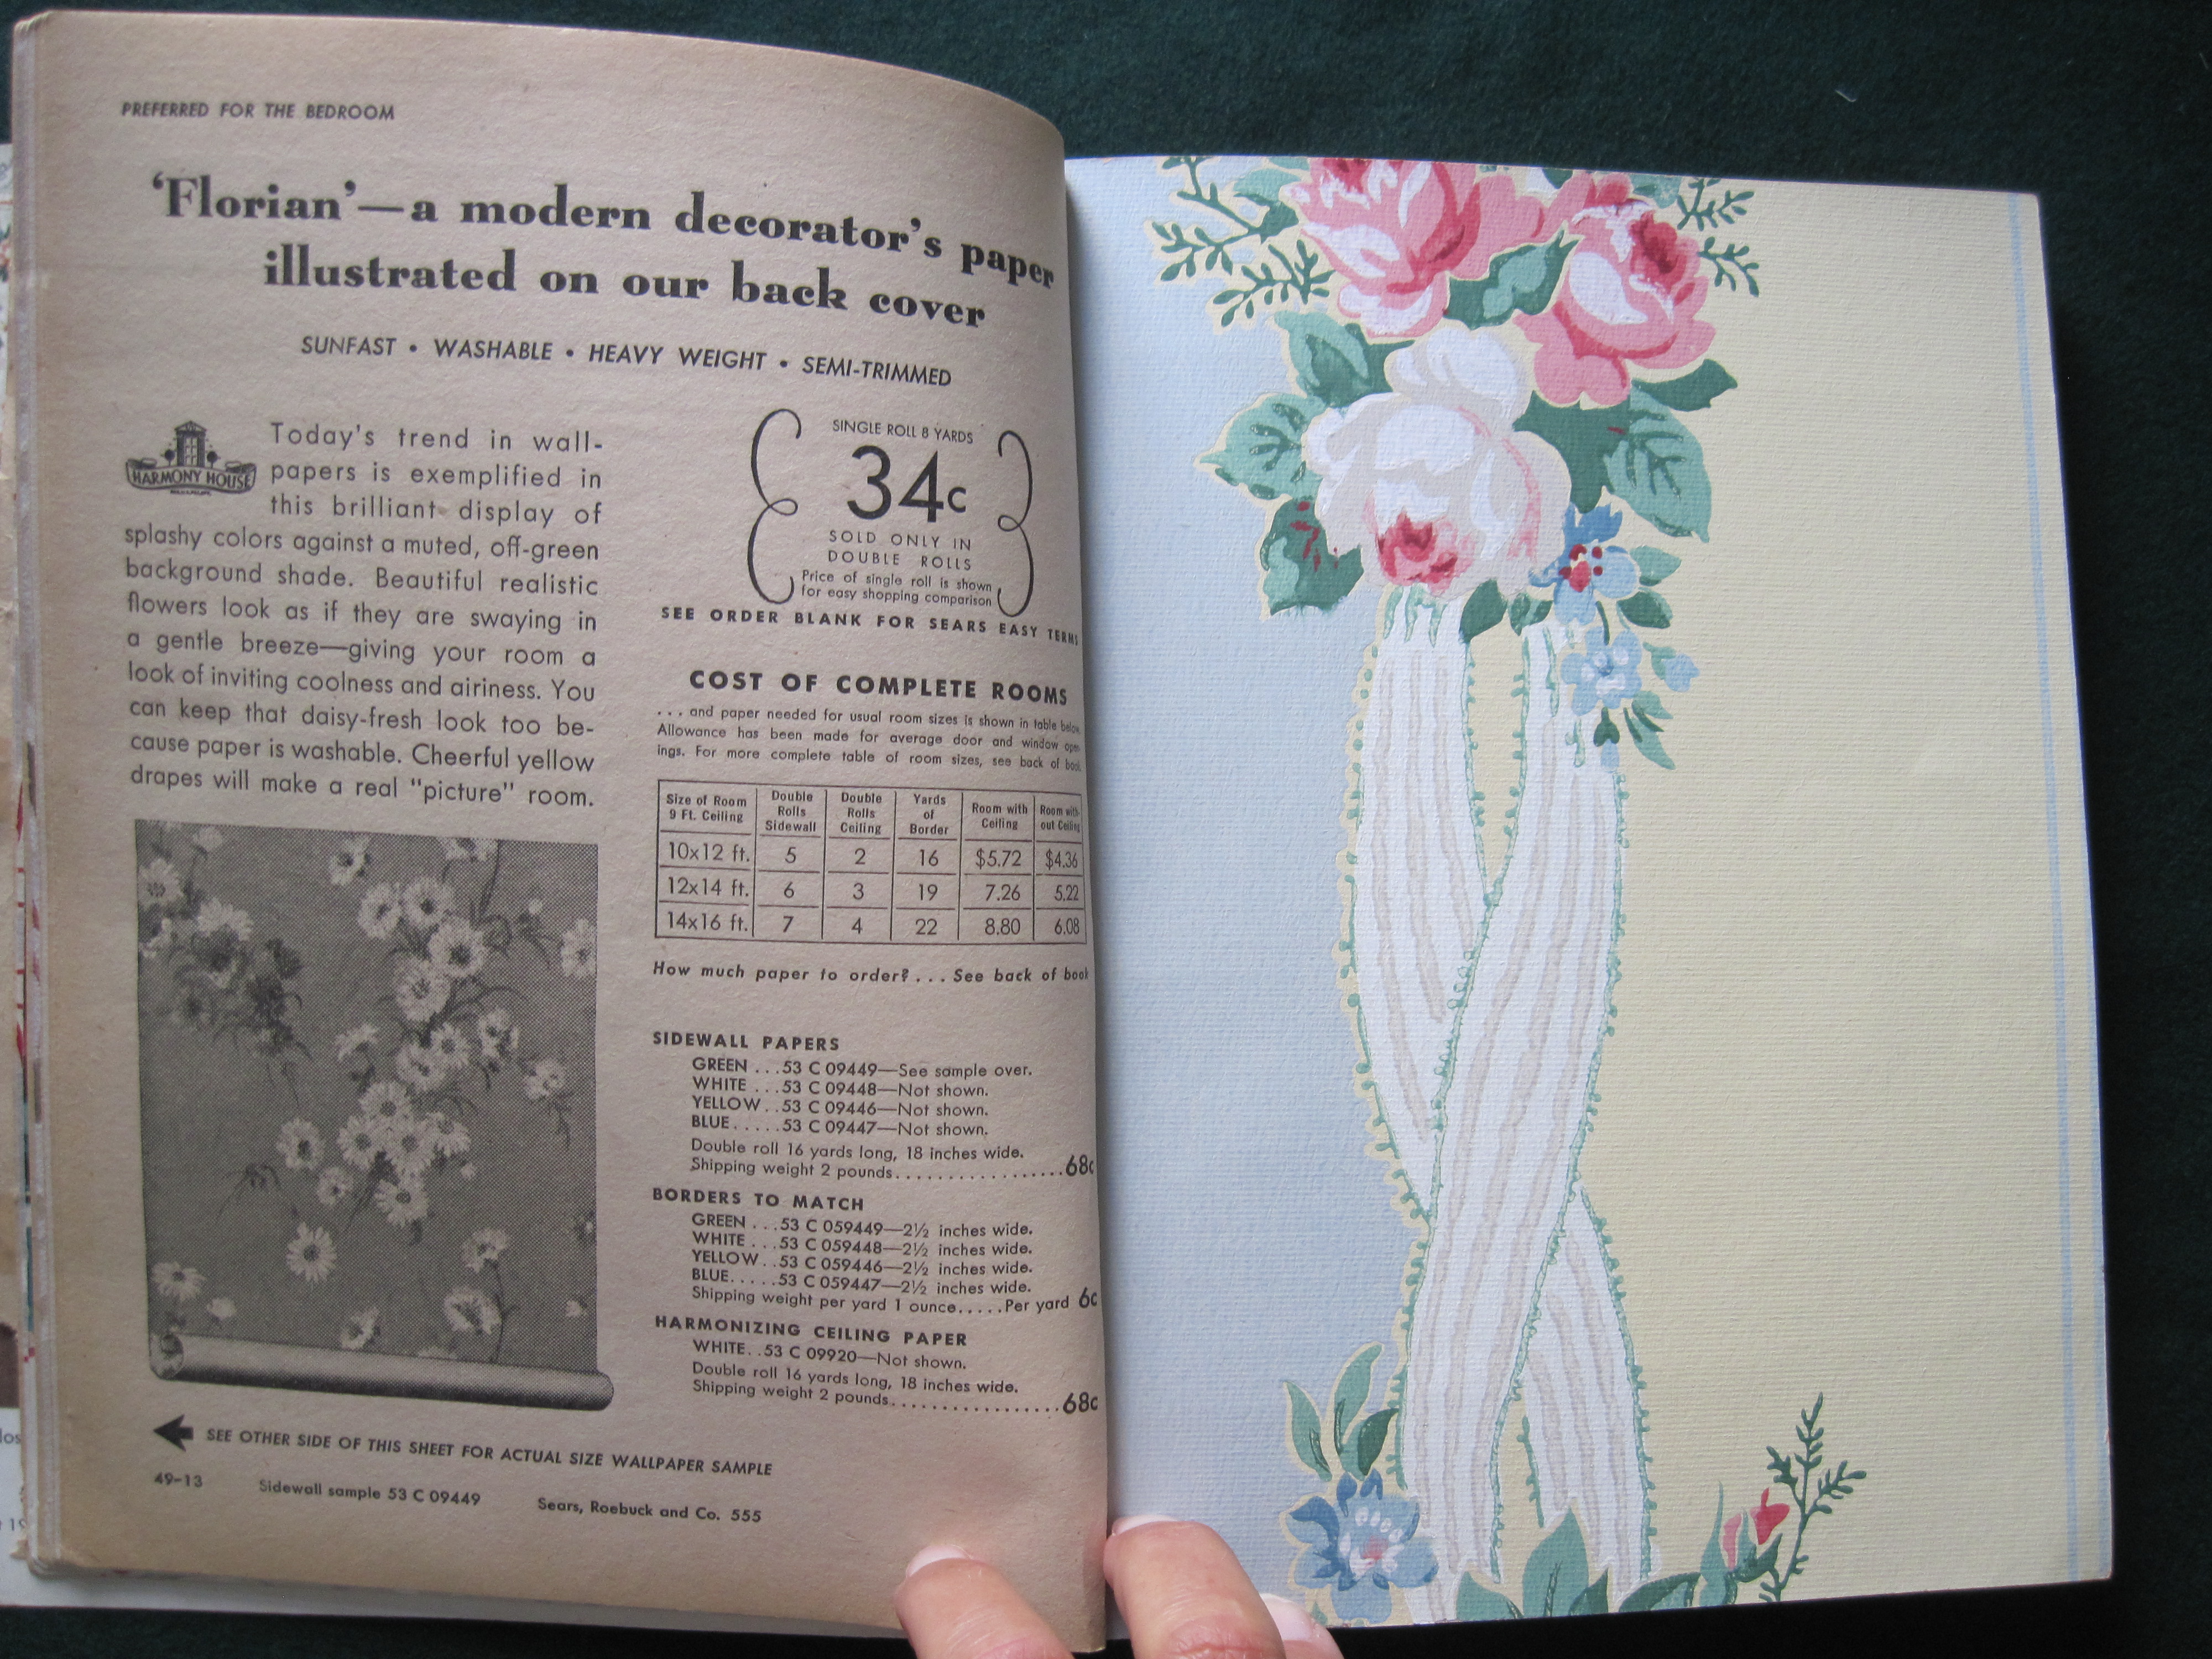 PREFERRED FOR THE BEDROOM
‘Florian’—a modern decorator’s paper
illustrated on our back cover
SUNFAST • WASHABLE • HEAVY WEIGHT • SEMI-TRIMMED
HARMONY HOUSE
Today’s trend in wall-
papers is exemplified in
this brilliant display of
splashy colors against a muted, off-green
background shade. Beautiful realistic
flowers look as if they are swaying in
a gentle breeze—giving your room a
look of inviting coolness and airiness. You
can keep that daisy-fresh look too be-
cause paper is washable. Cheerful yellow
drapes will make a real "picture" room.
SINGLE ROLL 8 YARDS
34c
SOLD ONLY IN
DOUBLE ROLLS
Price of single roll is shown
for easy shopping comparison
SEE ORDER BLANK FOR SEARS EASY TERMS
COST OF COMPLETE ROOMS
. . . and paper needed for usual room sizes is shown in table below.
Allowance has been made for average door and window open-
ings. For more complete table of room sizes, see back of book.
Size of Room 9 Ft. Ceiling | Double Rolls Sidewall | Double Rolls Ceiling | Yards of Border | Room with Ceiling | Room with-out Ceiling
10x12 ft. 5 2 16 $5.72 $4.36
12x14 ft. 6 3 19 7.26 5.22
14x16 ft. 7 4 22 8.80 6.08
How much paper to order? . . . See back of book
SIDEWALL PAPERS
GREEN . . . 53 C 09449—See sample over.
WHITE . . . 53 C 09448—Not shown.
YELLOW . . 53 C 09446—Not shown.
BLUE . . . . . 53 C 09447—Not shown.
Double roll 16 yards long, 18 inches wide.
Shipping weight 2 pounds. . . . . . . . . . . . . . . . . 68c
BORDERS TO MATCH
GREEN . . . 53 C 059449—2½ inches wide.
WHITE . . . 53 C 059448—2½ inches wide.
YELLOW . . 53 C 059446—2½ inches wide.
BLUE. . . . . 53 C 059447—2½ inches wide.
Shipping weight per yard 1 ounce. . . . . Per yard 6c
HARMONIZING CEILING PAPER
WHITE. . 53 C 09920—Not shown.
Double roll 16 yards long, 18 inches wide.
Shipping weight 2 pounds. . . . . . . . . . . . . . . . . 68c
SEE OTHER SIDE OF THIS SHEET FOR ACTUAL SIZE WALLPAPER SAMPLE
49-13 Sidewall sample 53 C 09449 Sears, Roebuck and Co. 555